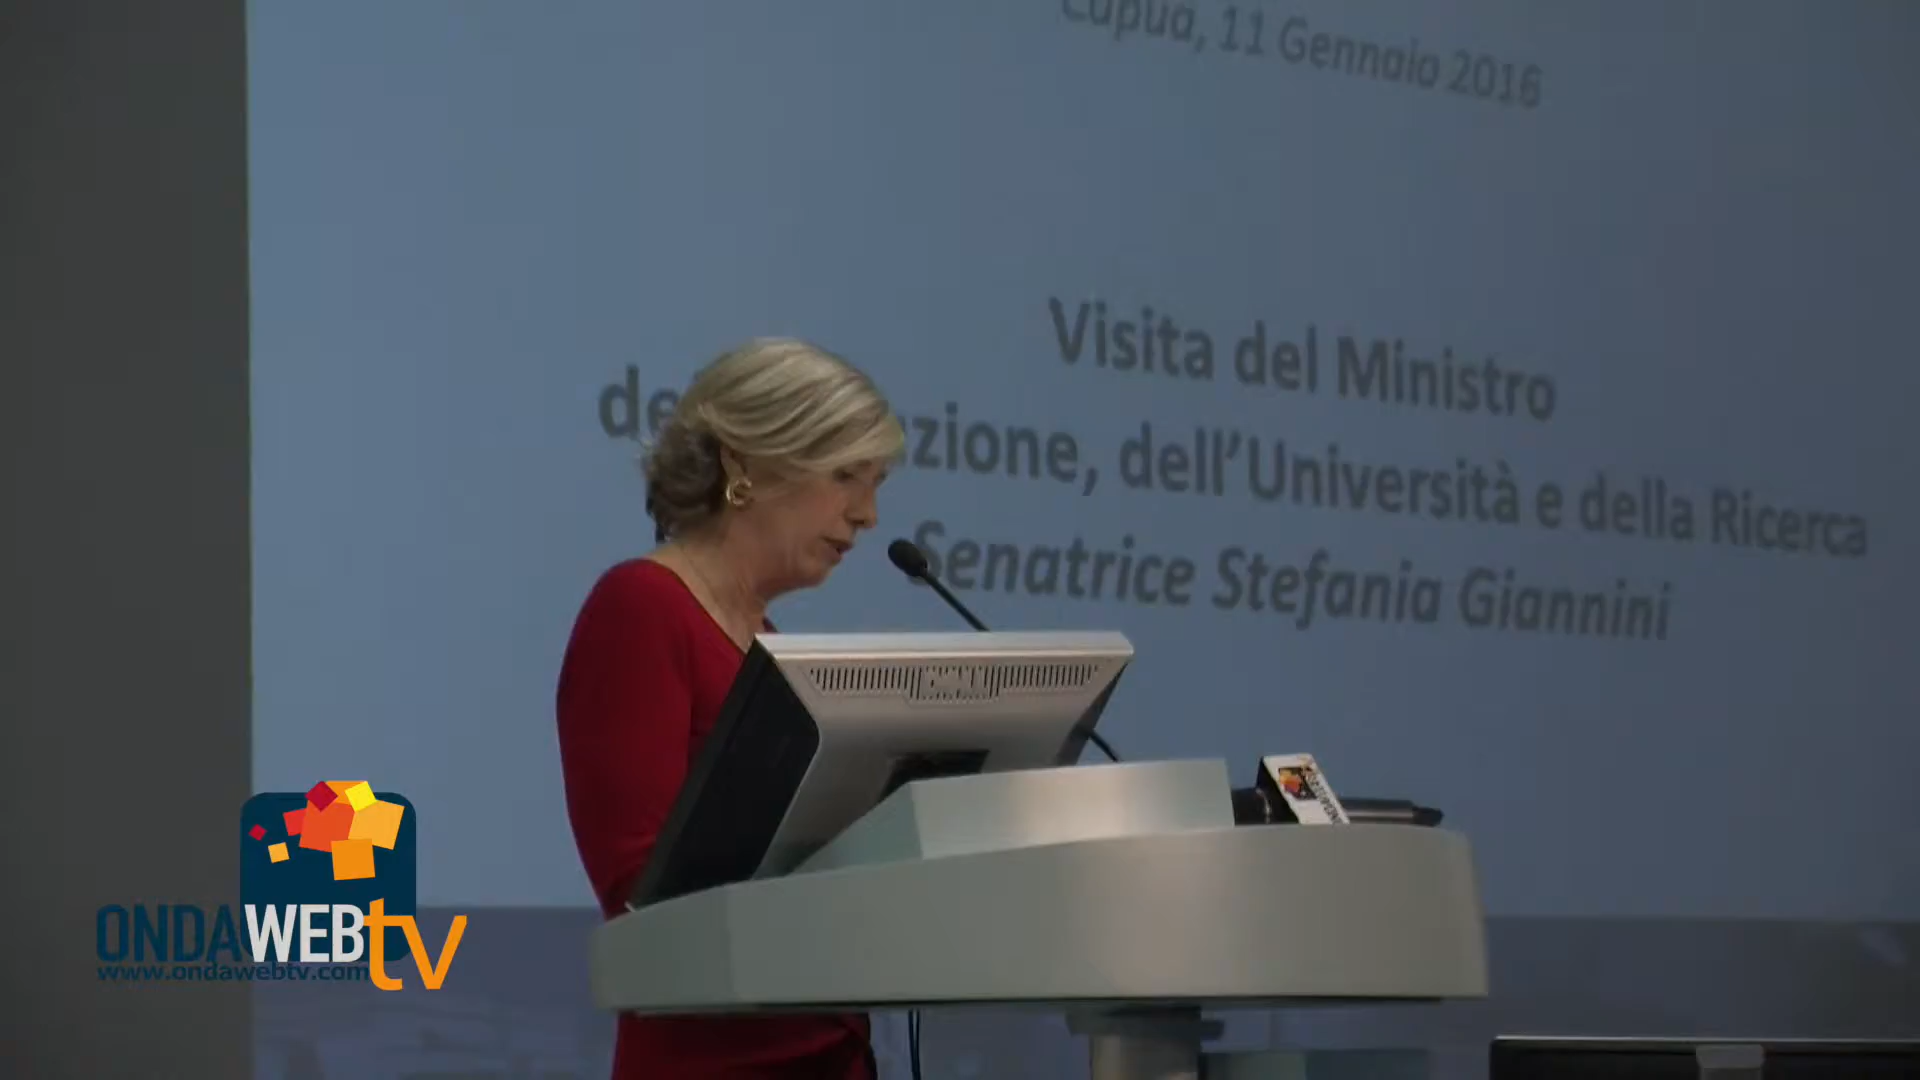 Capua, 11 Gennaio 2016
Visita del Ministro
de zione, dell'Università e della Ricerca
Senatrice Stefania Giannini
ONDAWEBtv
www.ondawebtv.com